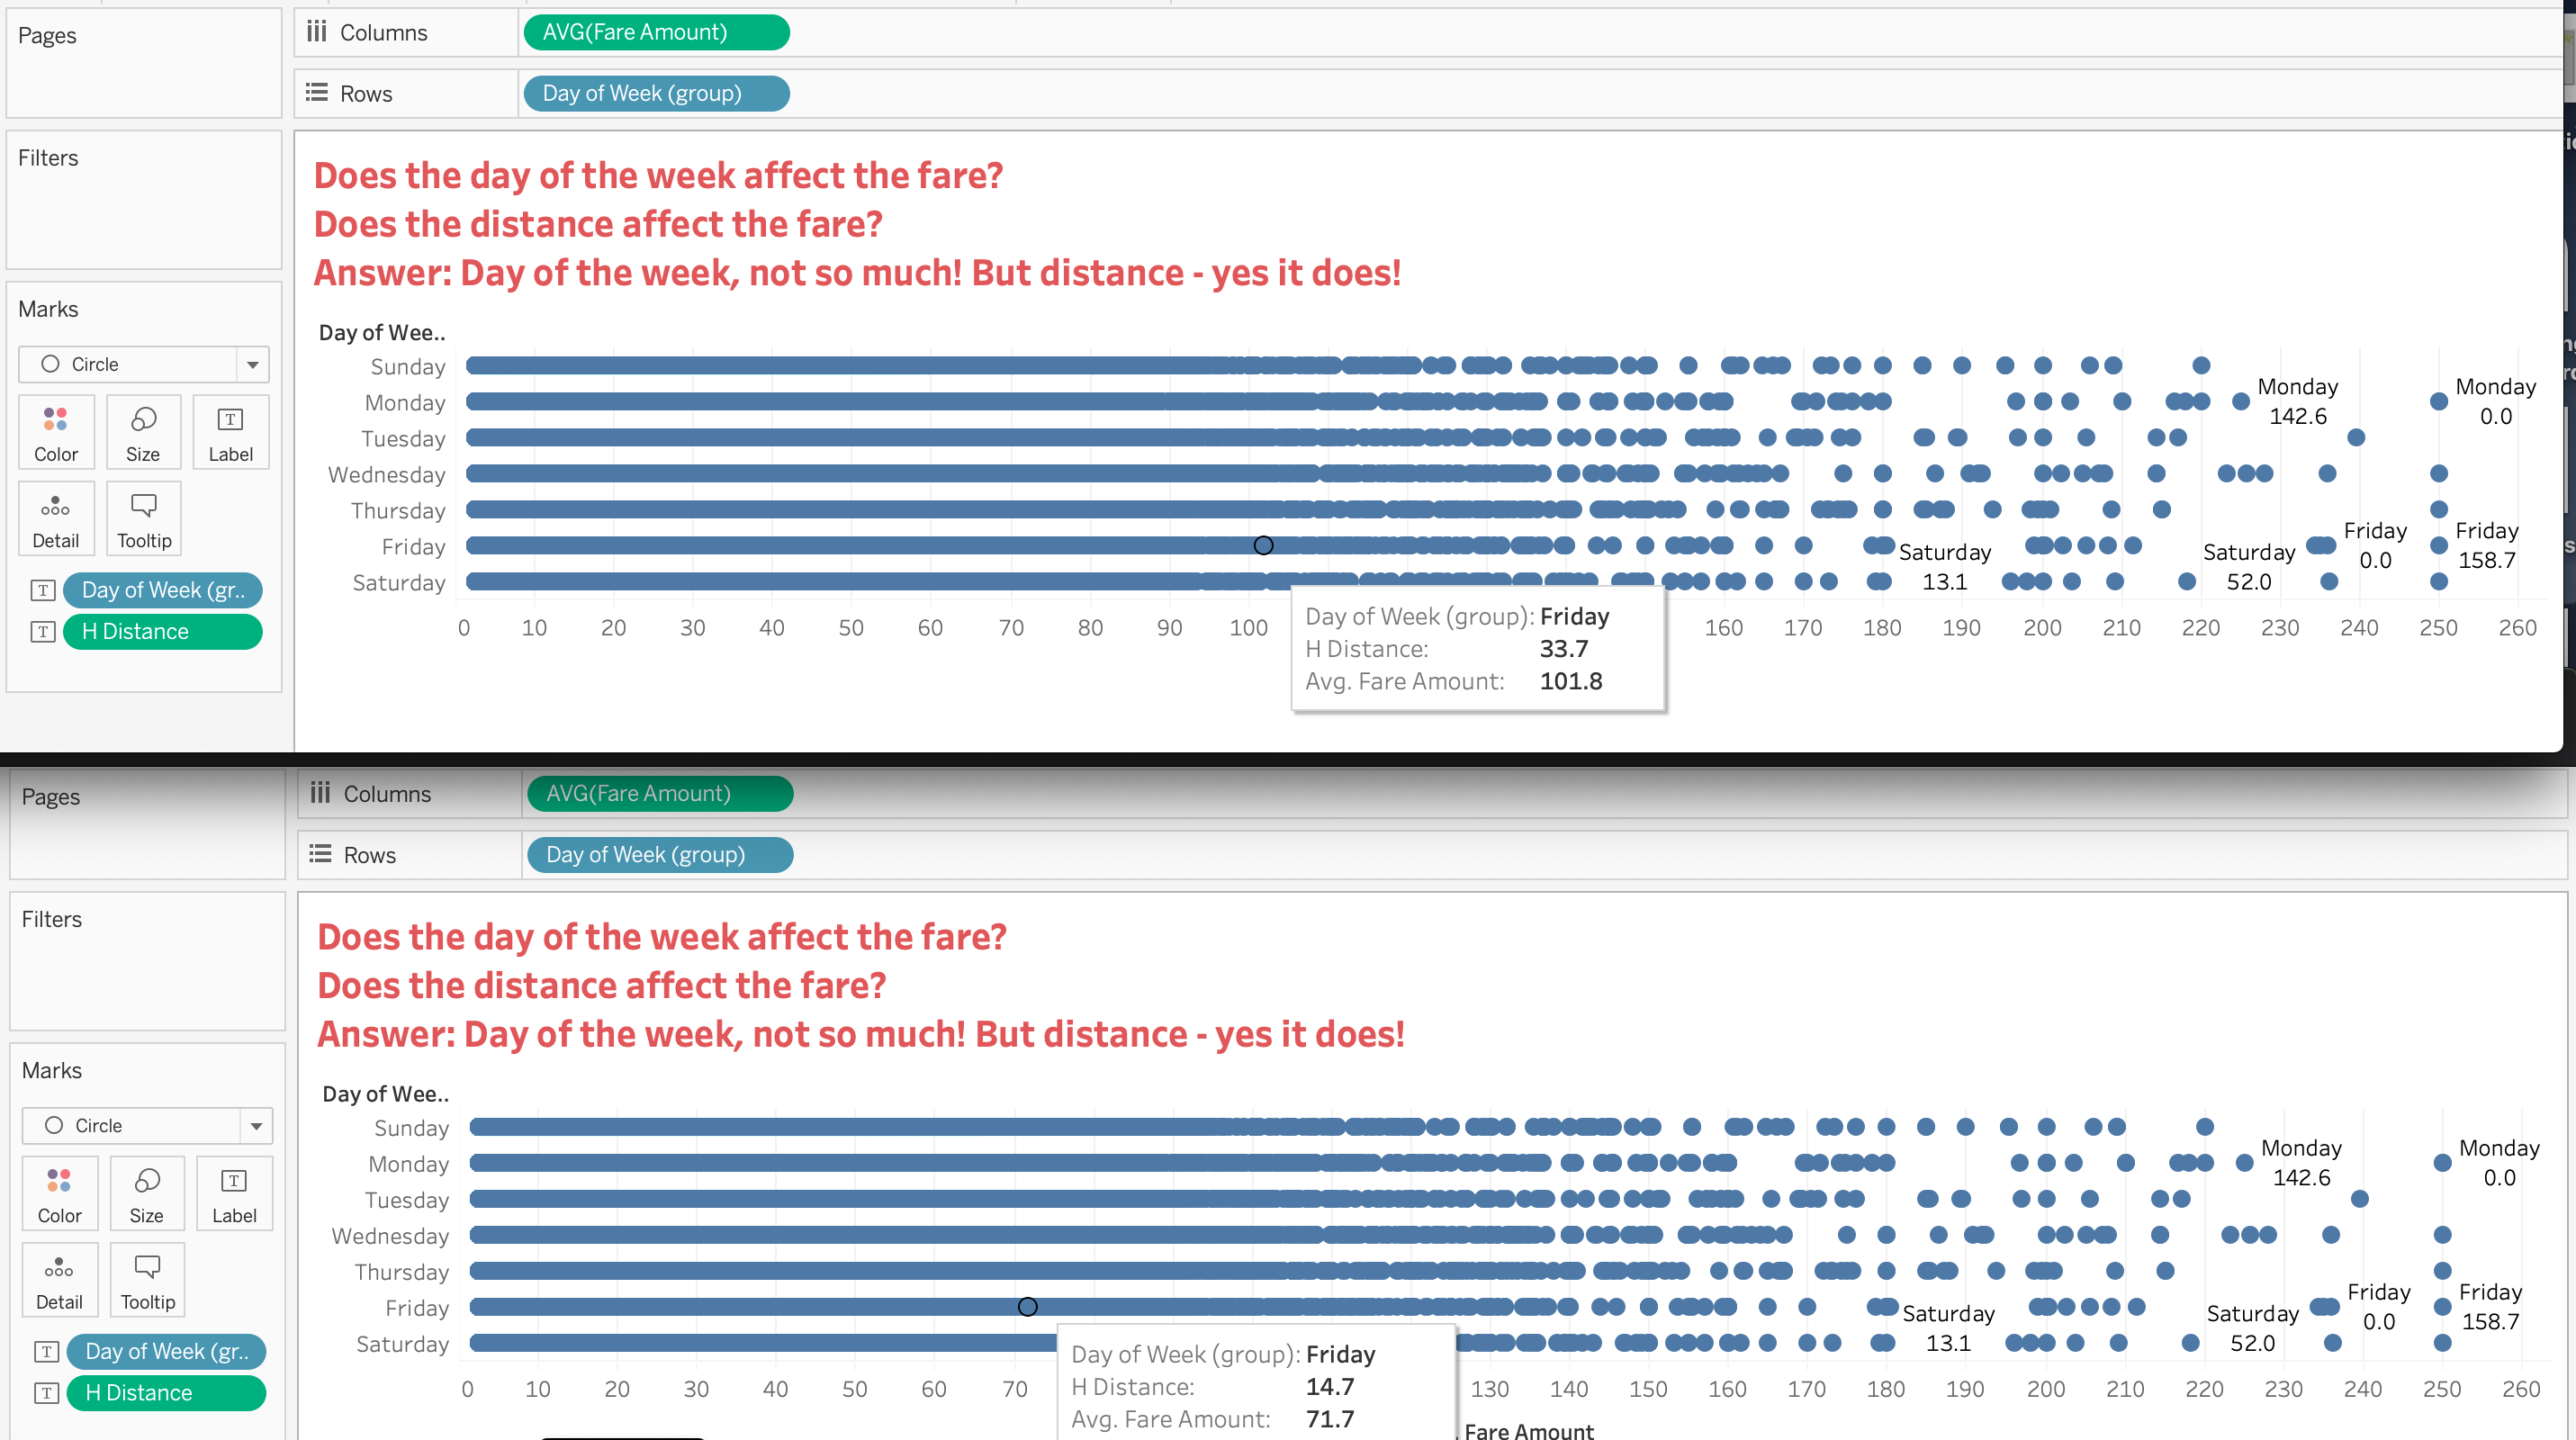 Pages
Columns
AVG(Fare Amount)
Rows
Day of Week (group)
Filters
Does the day of the week affect the fare?
Does the distance affect the fare?
Answer: Day of the week, not so much! But distance - yes it does!
Marks
Circle
Color
Size
Label
Detail
Tooltip
Day of Week (gr..
H Distance
Day of Wee..
Sunday
Monday
Tuesday
Wednesday
Thursday
Friday
Saturday
Monday
142.6
Monday
0.0
Saturday
13.1
Saturday
52.0
Friday
0.0
Friday
158.7
0 10 20 30 40 50 60 70 80 90 100 160 170 180 190 200 210 220 230 240 250 260
Day of Week (group): Friday
H Distance: 33.7
Avg. Fare Amount: 101.8
Pages
Columns
AVG(Fare Amount)
Rows
Day of Week (group)
Filters
Does the day of the week affect the fare?
Does the distance affect the fare?
Answer: Day of the week, not so much! But distance - yes it does!
Marks
Circle
Color
Size
Label
Detail
Tooltip
Day of Week (gr..
H Distance
Day of Wee..
Sunday
Monday
Tuesday
Wednesday
Thursday
Friday
Saturday
Monday
142.6
Monday
0.0
Saturday
13.1
Saturday
52.0
Friday
0.0
Friday
158.7
0 10 20 30 40 50 60 70 130 140 150 160 170 180 190 200 210 220 230 240 250 260
Day of Week (group): Friday
H Distance: 14.7
Avg. Fare Amount: 71.7
Fare Amount